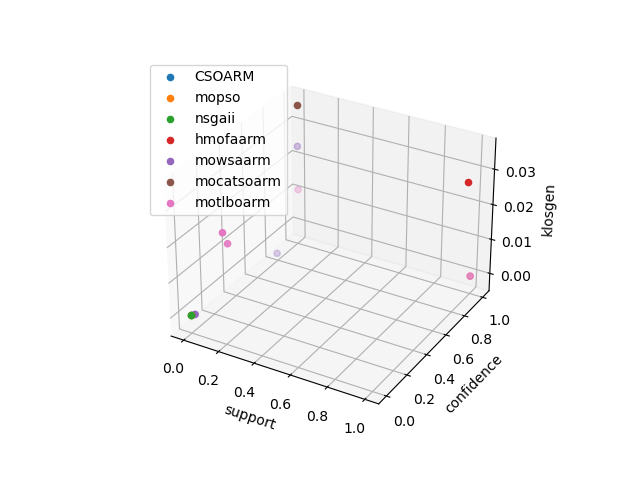 CSOARM
mopso
nsgaii
hmofaarm
mowsaarm
mocatsoarm
motlboarm
0.03
0.02
0.01
0.00
klosgen
0.0
0.2
0.4
0.6
0.8
1.0
support
0.0
0.2
0.4
0.6
0.8
1.0
confidence